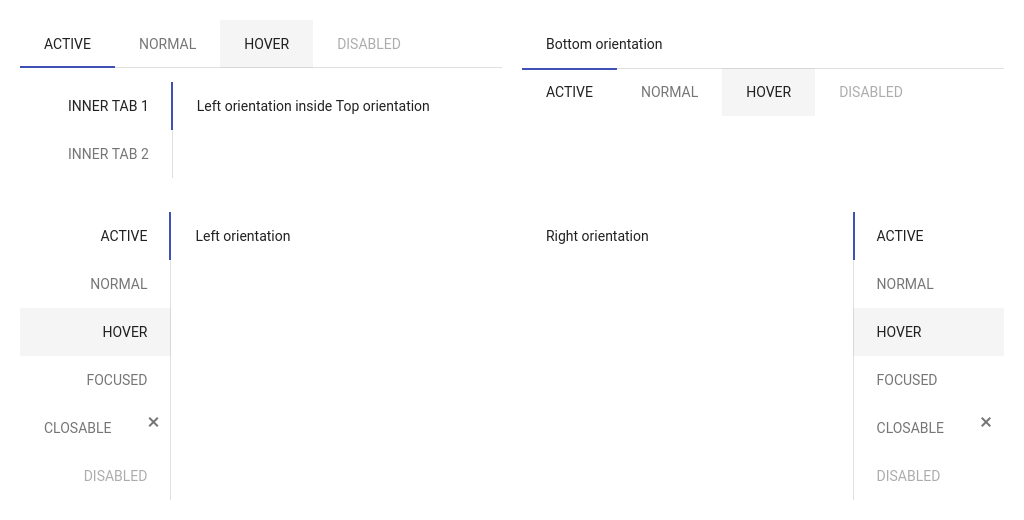 ACTIVE NORMAL HOVER DISABLED
INNER TAB 1 Left orientation inside Top orientation
INNER TAB 2
Bottom orientation
ACTIVE NORMAL HOVER DISABLED
ACTIVE Left orientation
NORMAL
HOVER
FOCUSED
CLOSABLE
DISABLED
Right orientation ACTIVE
NORMAL
HOVER
FOCUSED
CLOSABLE
DISABLED